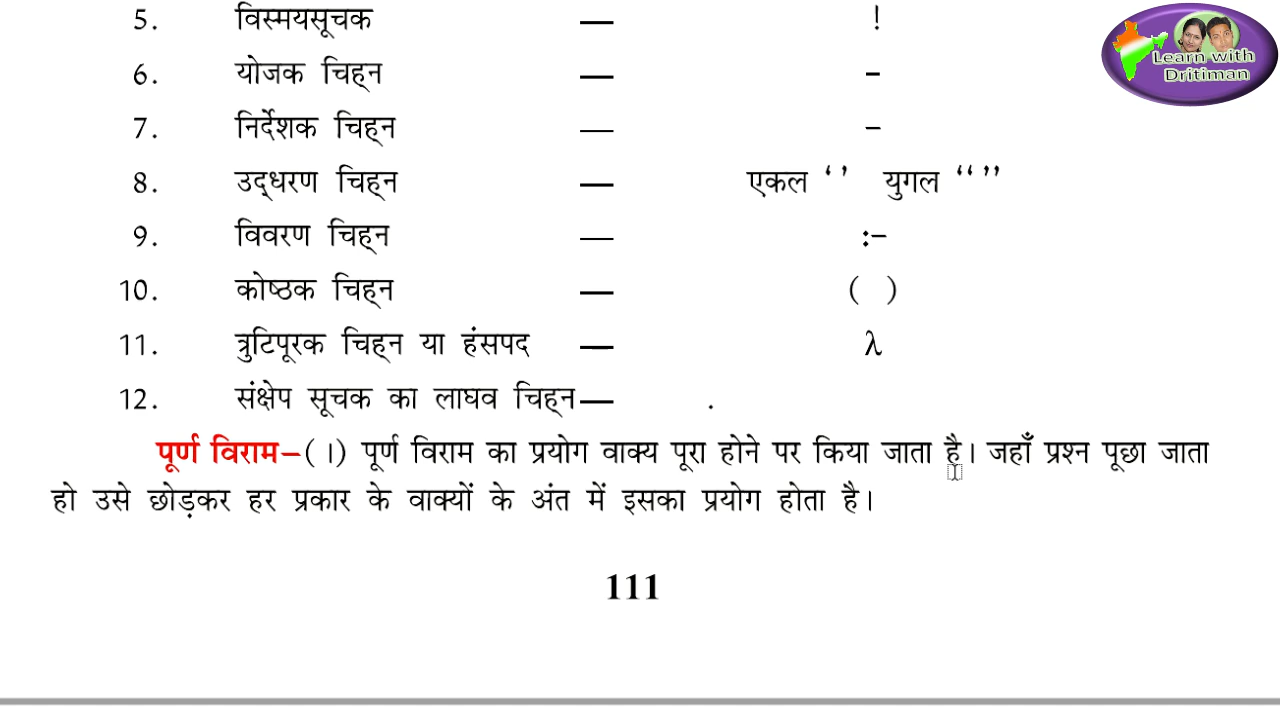 5. विस्मयसूचक — !
Learn with
Dritiman
6. योजक चिह्न — -
7. निर्देशक चिह्न — –
8. उद्धरण चिह्न — एकल ‘ ’ युगल “ ”
9. विवरण चिह्न — :–
10. कोष्ठक चिह्न — ( )
11. त्रुटिपूरक चिह्न या हंसपद — λ
12. संक्षेप सूचक का लाघव चिह्न— .
पूर्ण विराम–(।) पूर्ण विराम का प्रयोग वाक्य पूरा होने पर किया जाता है। जहाँ प्रश्न पूछा जाता
हो उसे छोड़कर हर प्रकार के वाक्यों के अंत में इसका प्रयोग होता है।
111